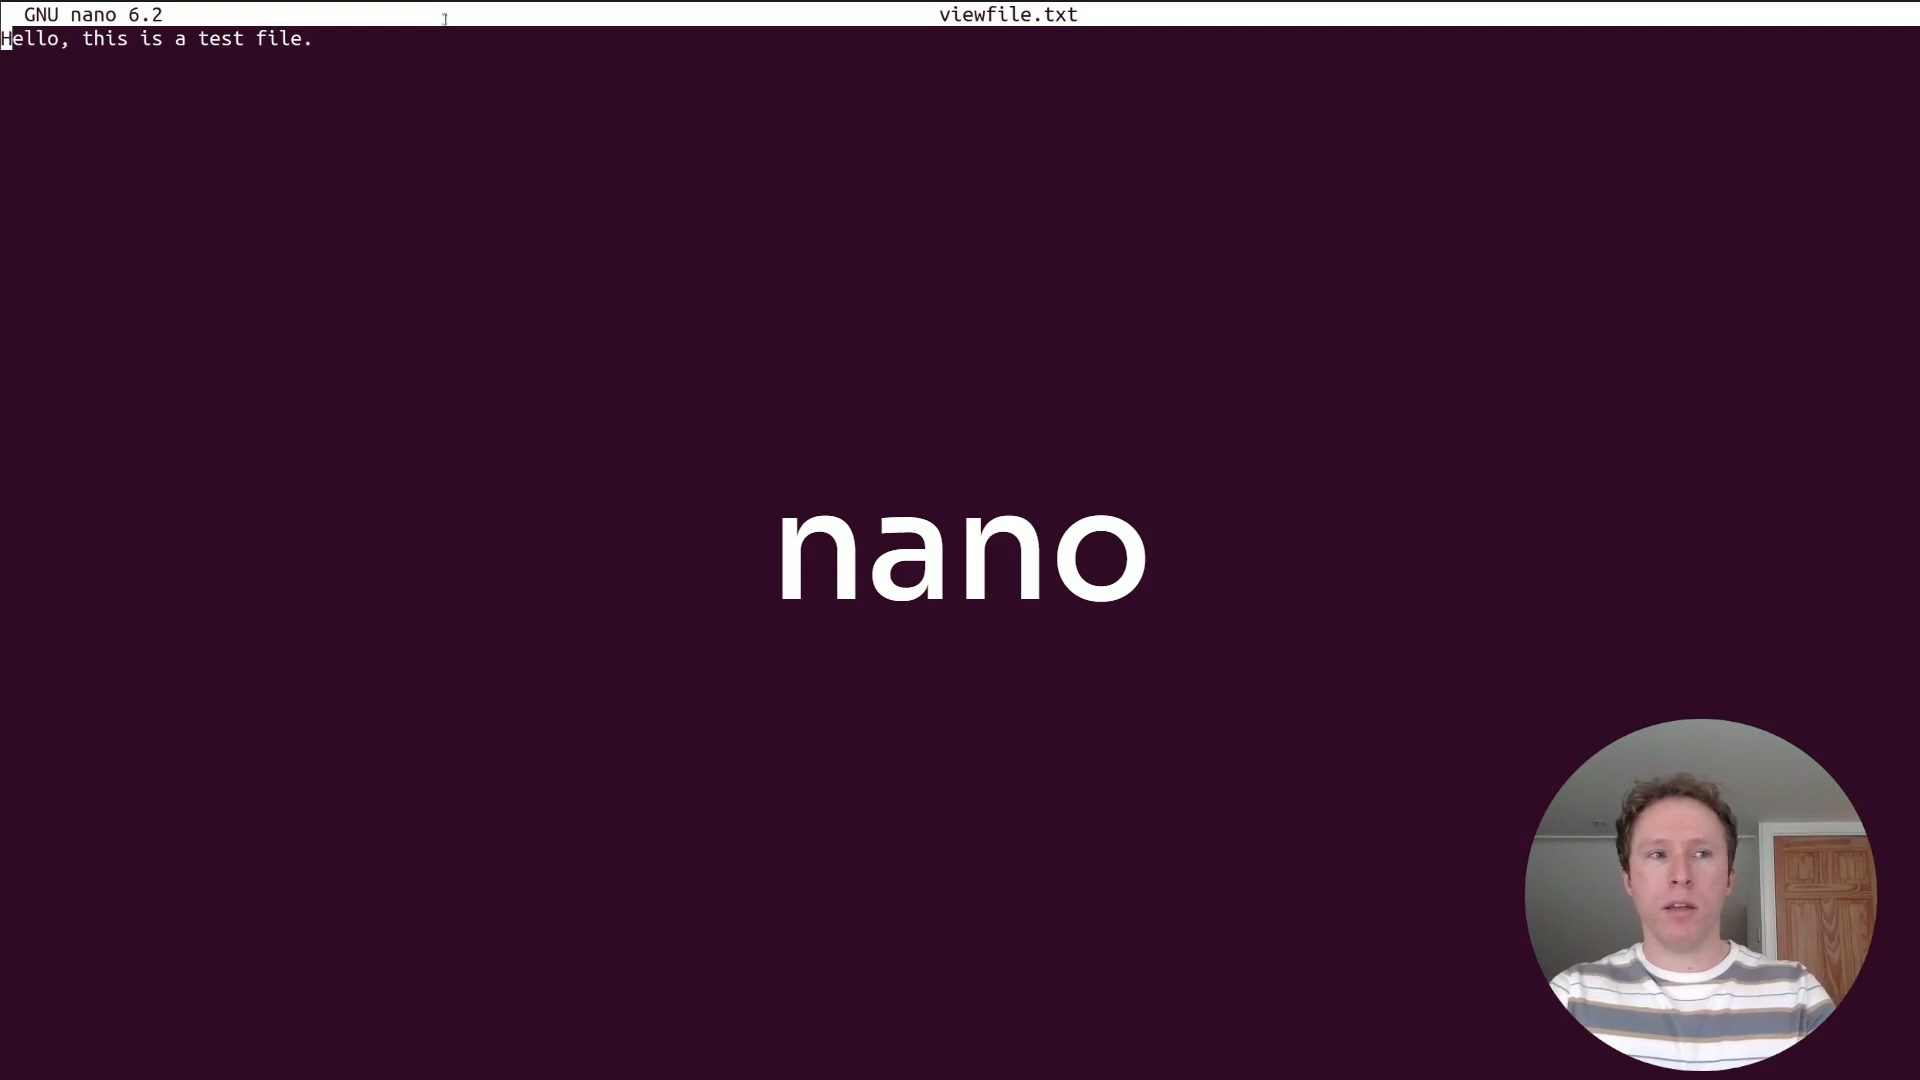 GNU nano 6.2 viewfile.txt
Hello, this is a test file.
nano